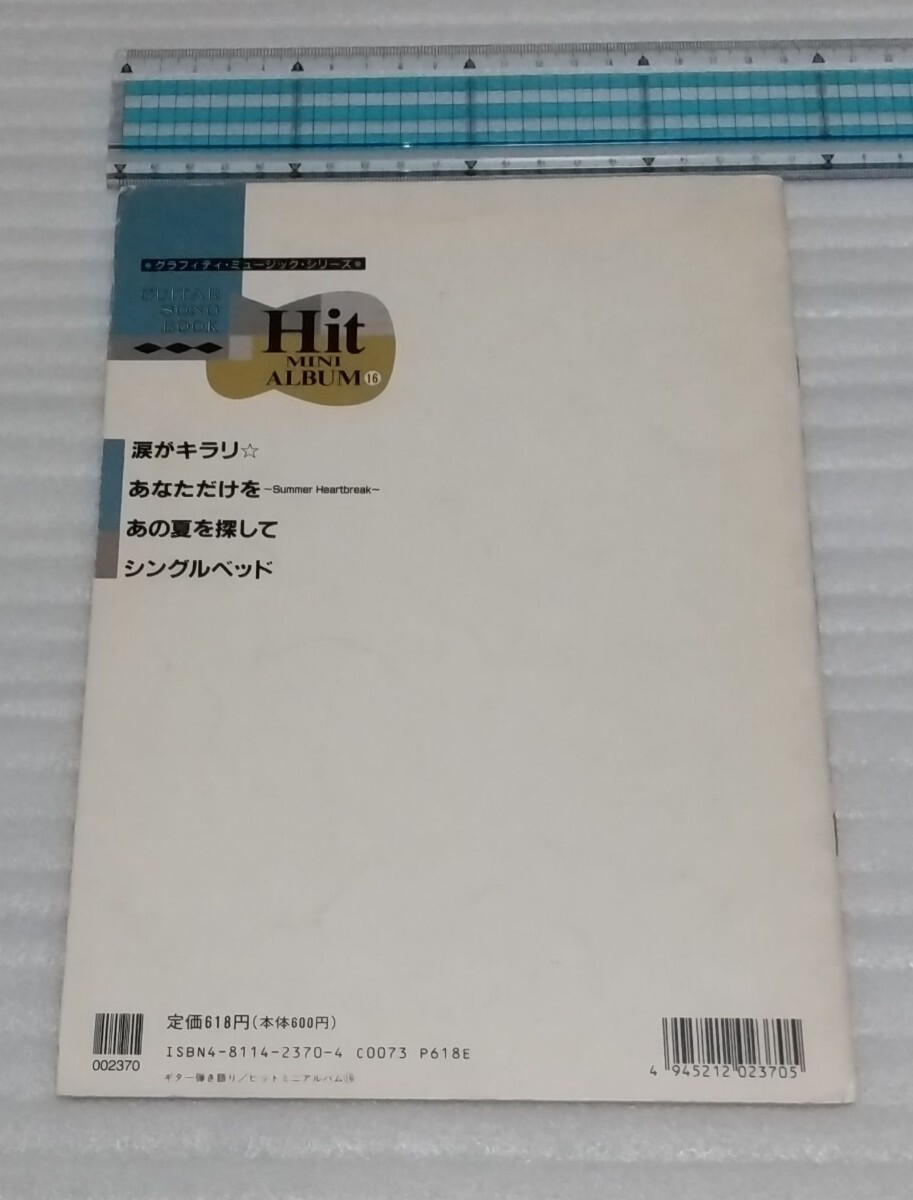 •グラフィティ・ミュージック・シリーズ•
GUITAR
SONG
BOOK
Hit
MINI
ALBUM⑯
涙がキラリ☆
あなただけを~Summer Heartbreak~
あの夏を探して
シングルベッド
定価618円(本体600円)
ISBN4-8114-2370-4 C0073 P618E
ギター弾き語り/ヒットミニアルバム⑯
002370
4 945212 023705